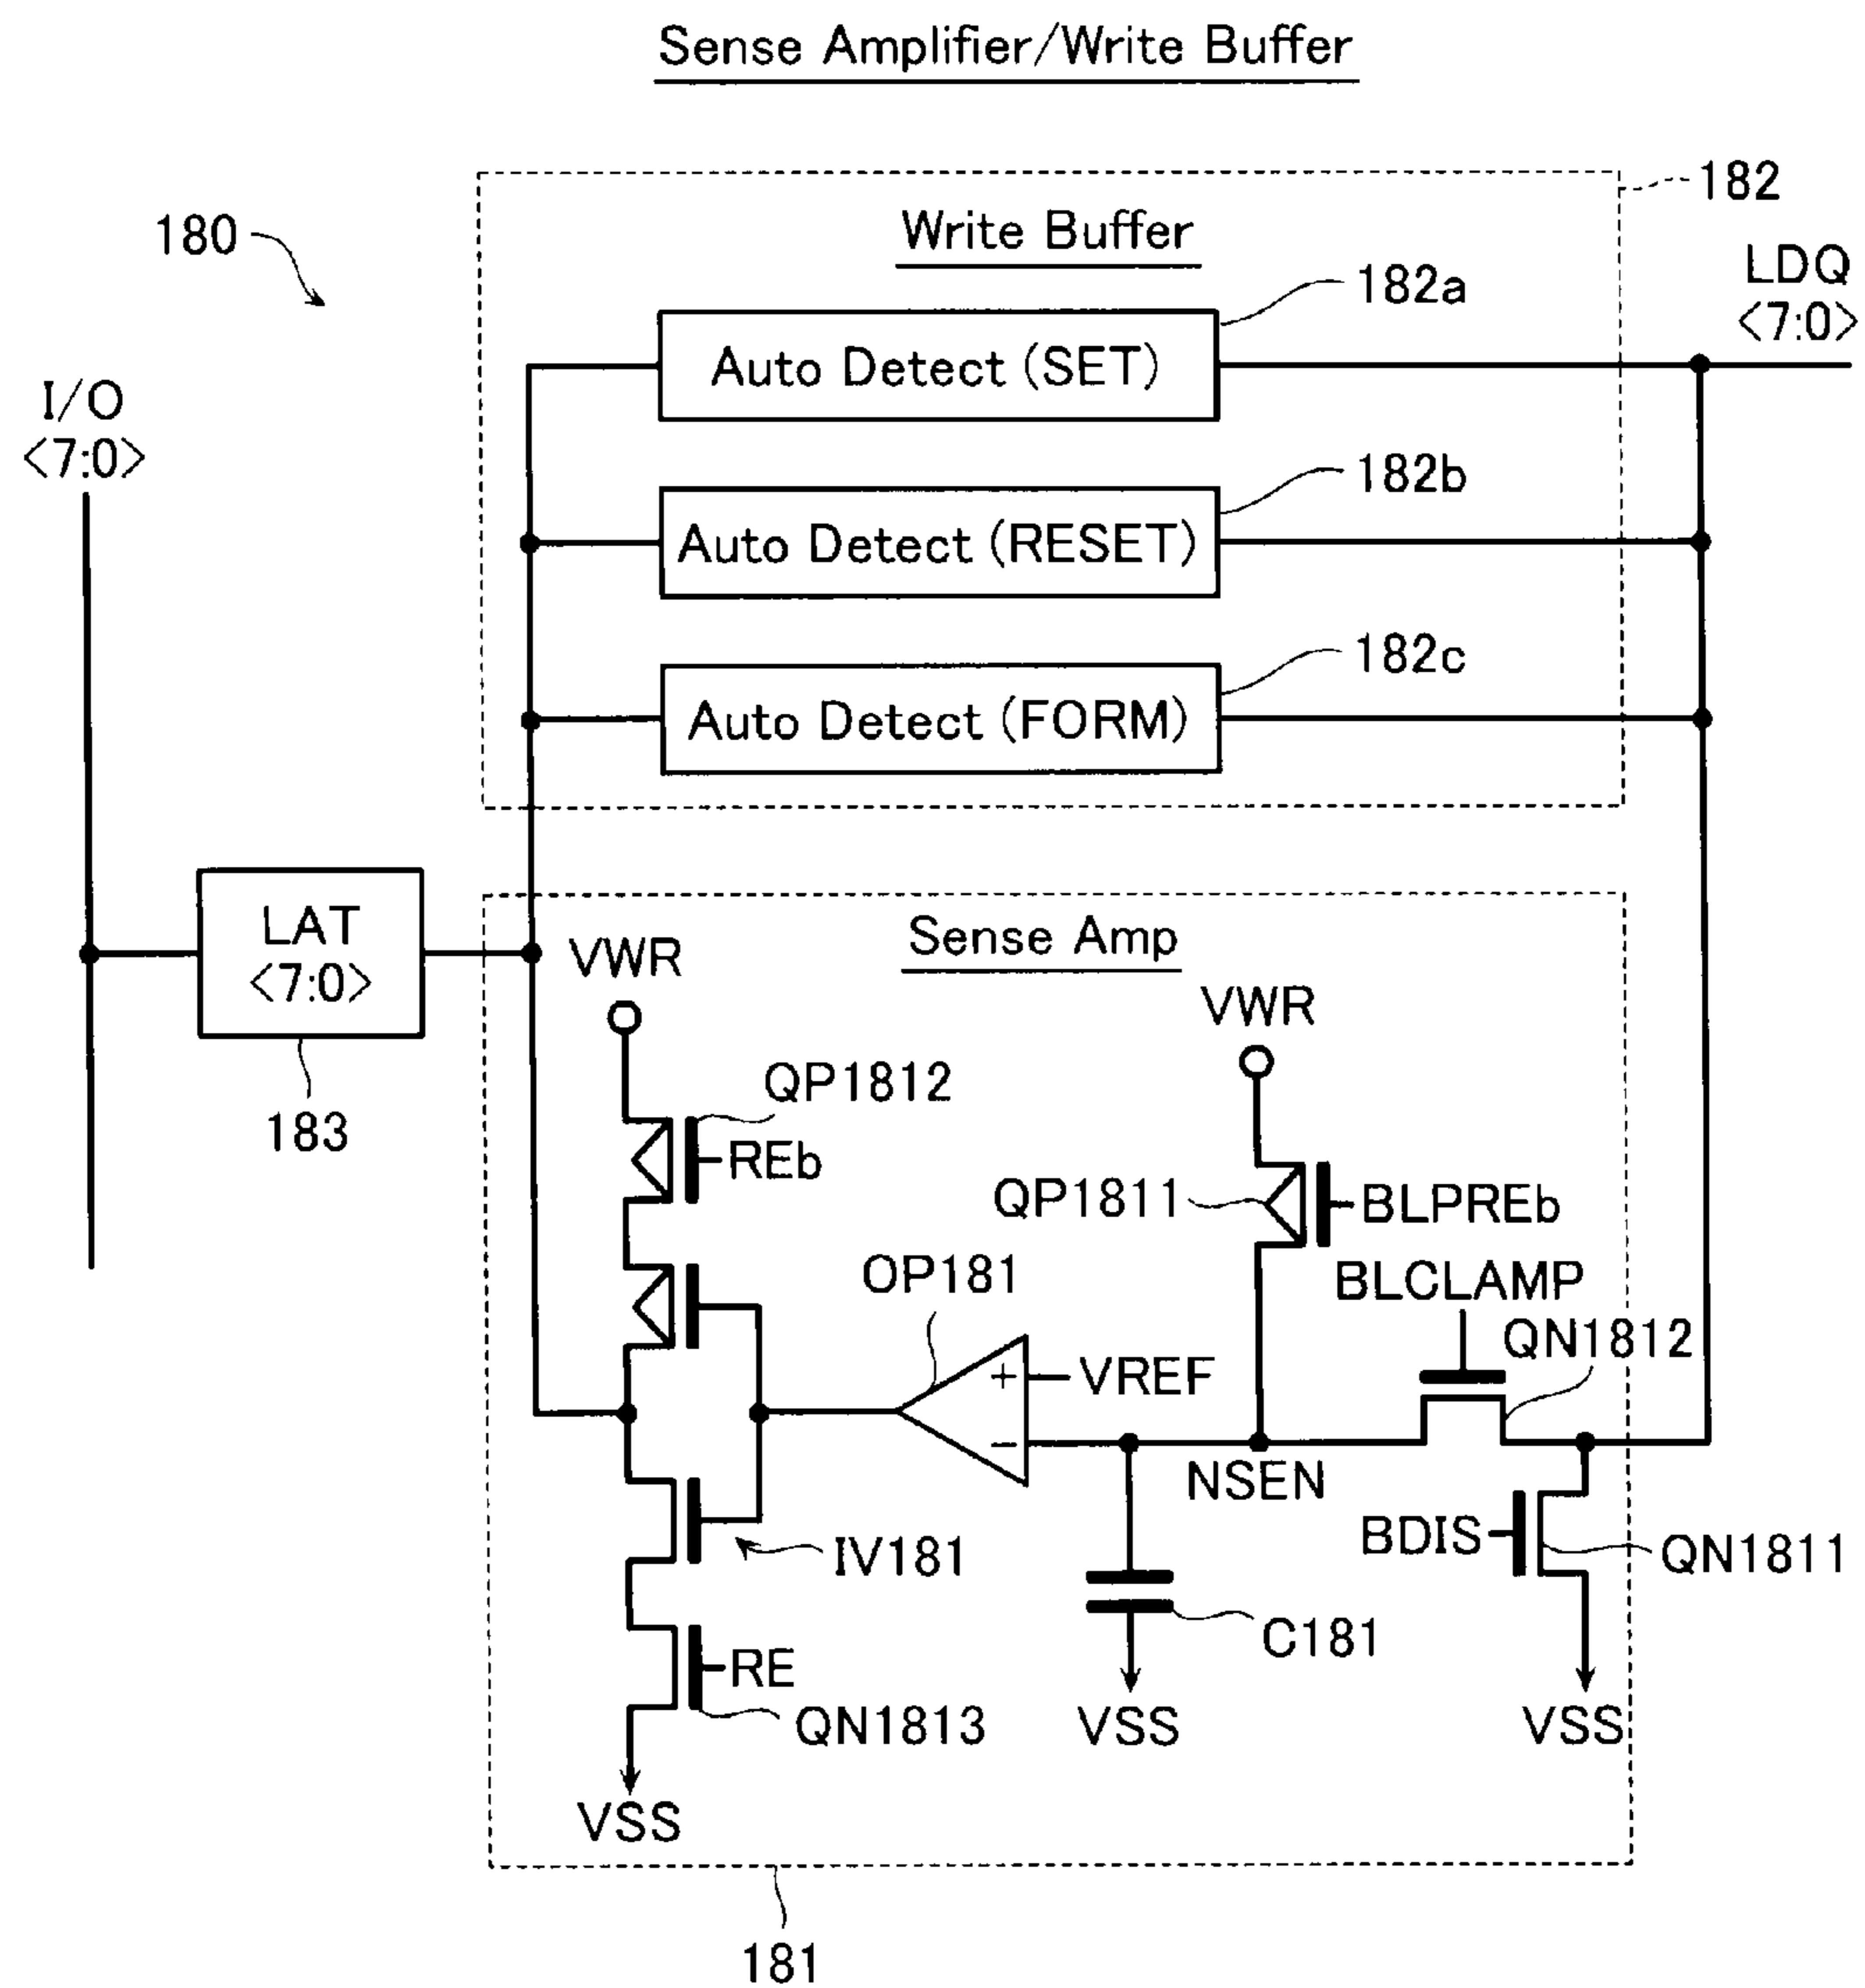 Sense Amplifier/Write Buffer
182
180
Write Buffer
LDQ
<7:0>
182a
Auto Detect (SET)
I/O
<7:0>
182b
Auto Detect (RESET)
182c
Auto Detect (FORM)
LAT
<7:0>
183
Sense Amp
VWR
VWR
QP1812
REb
QP1811
BLPREb
OP181
BLCLAMP
QN1812
+
VREF
−
NSEN
BDIS
QN1811
IV181
C181
RE
QN1813
VSS
VSS
VSS
181